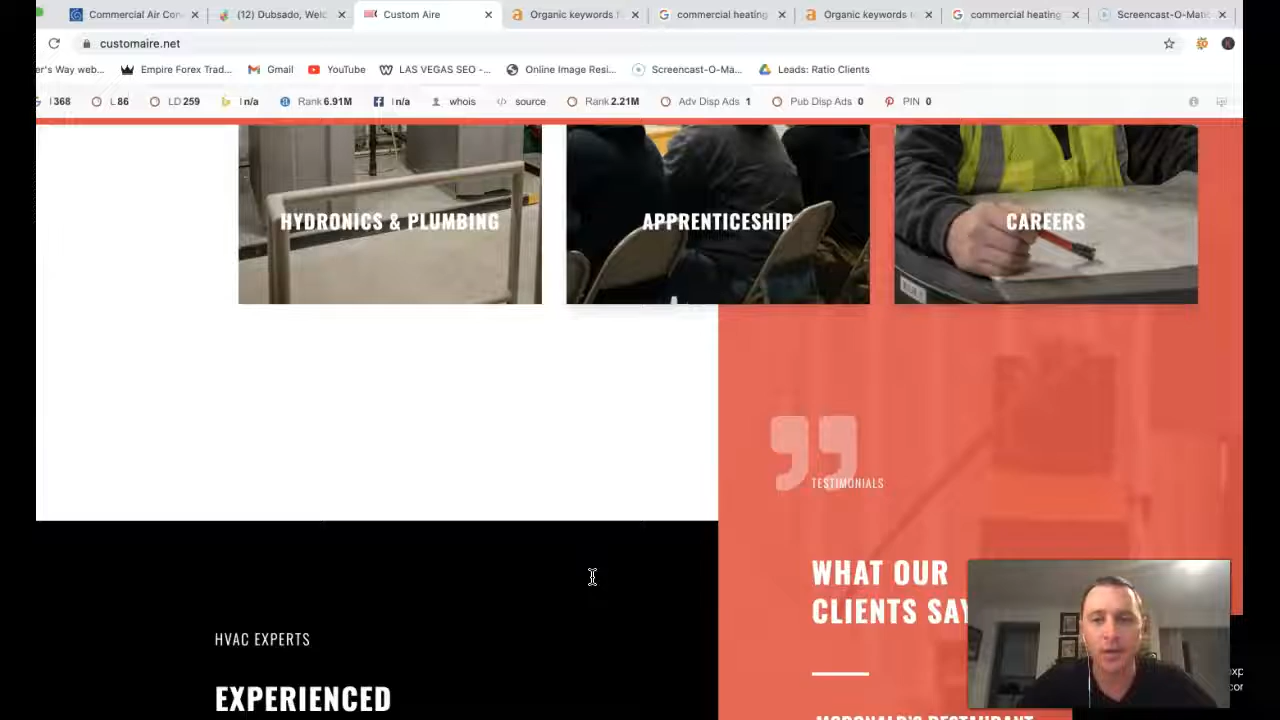 Commercial Air Con
(12) Dubsado, Welc
Custom Aire
Organic keywords f
commercial heating
Organic keywords
commercial heating
Screencast-O-Mati
customaire.net
er's Way web...
Empire Forex Trad...
Gmail
YouTube
LAS VEGAS SEO -...
Online Image Resi...
Screencast-O-Ma...
Leads: Ratio Clients
I 368
L 86
LD 259
I n/a
Rank 6.91M
I n/a
whois
source
Rank 2.21M
Adv Disp Ads 1
Pub Disp Ads 0
PIN 0
HYDRONICS & PLUMBING
APPRENTICESHIP
CAREERS
”
TESTIMONIALS
WHAT OUR
CLIENTS SAY
HVAC EXPERTS
EXPERIENCED